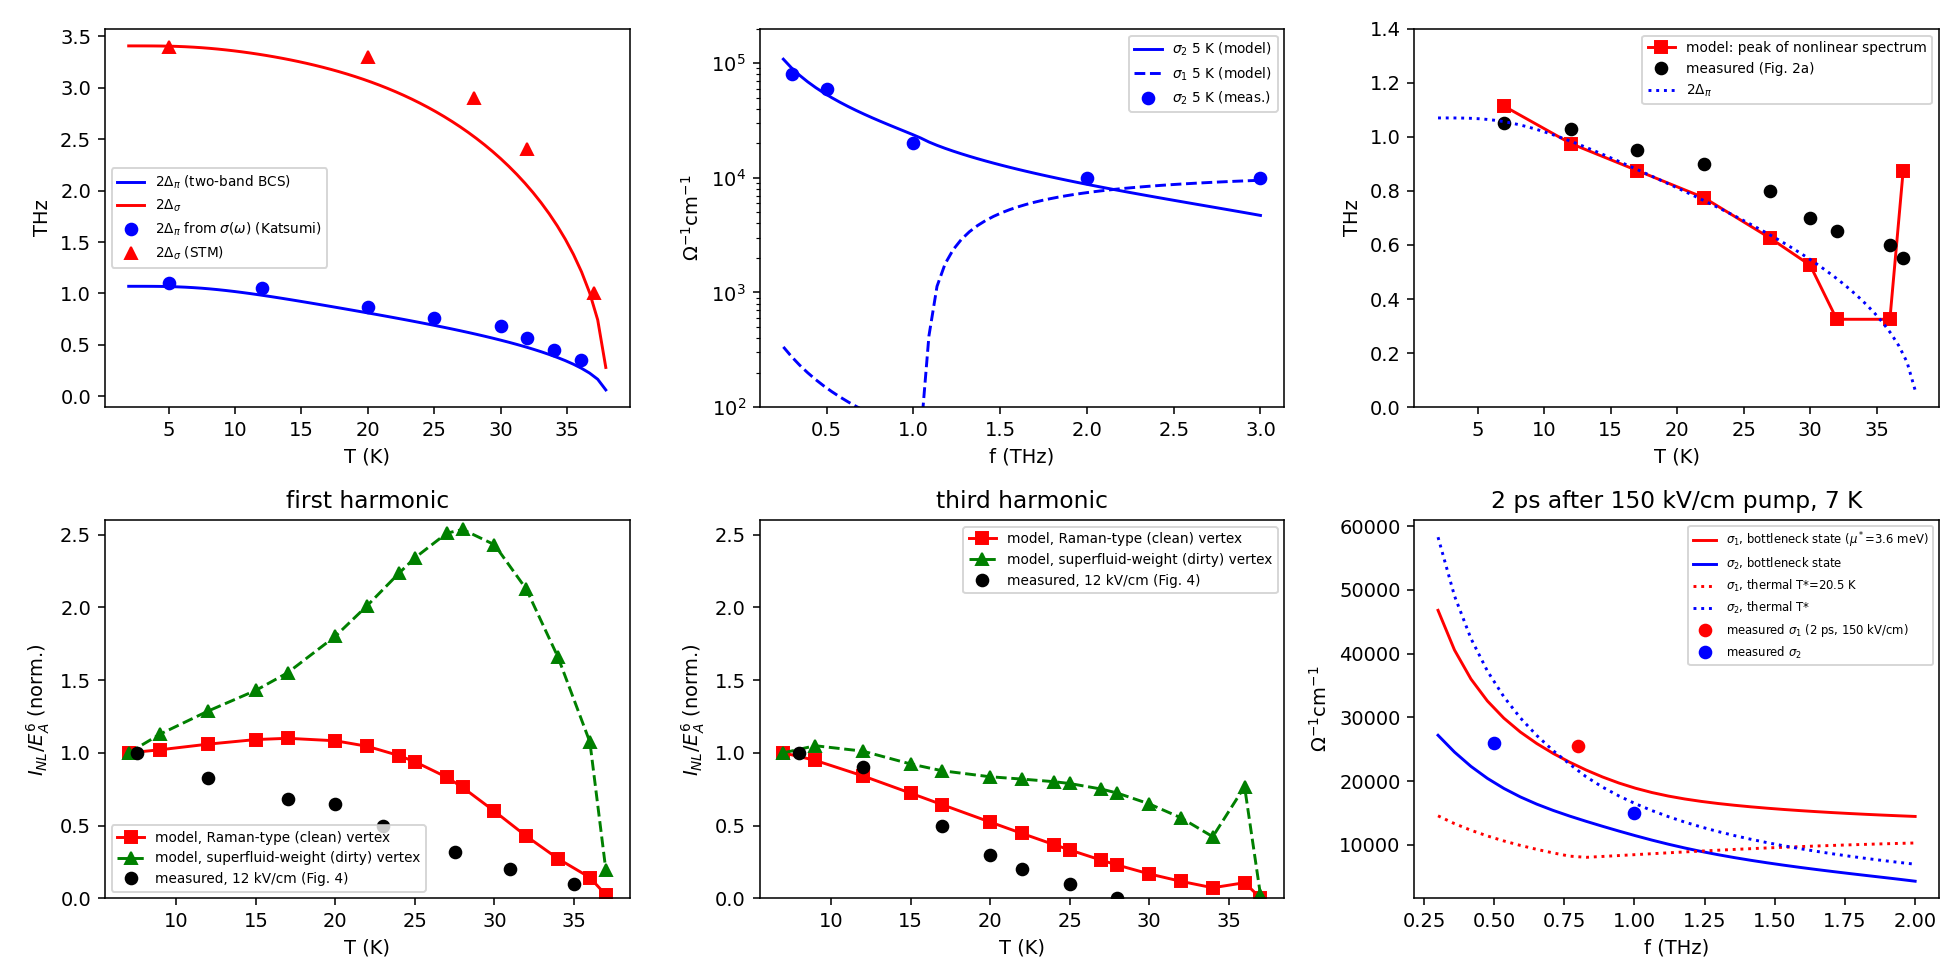 3.5
3.0
2.5
2.0
1.5
1.0
0.5
0.0
THz
2Δπ (two-band BCS)
2Δσ
2Δπ from σ(ω) (Katsumi)
2Δσ (STM)
5 10 15 20 25 30 35
T (K)
10⁵
10⁴
10³
10²
Ω⁻¹cm⁻¹
σ₂ 5 K (model)
σ₁ 5 K (model)
σ₂ 5 K (meas.)
0.5 1.0 1.5 2.0 2.5 3.0
f (THz)
1.4
1.2
1.0
0.8
0.6
0.4
0.2
0.0
THz
model: peak of nonlinear spectrum
measured (Fig. 2a)
2Δπ
5 10 15 20 25 30 35
T (K)
first harmonic
2.5
2.0
1.5
1.0
0.5
0.0
I_NL/E_A^6 (norm.)
model, Raman-type (clean) vertex
model, superfluid-weight (dirty) vertex
measured, 12 kV/cm (Fig. 4)
10 15 20 25 30 35
T (K)
third harmonic
2.5
2.0
1.5
1.0
0.5
0.0
I_NL/E_A^6 (norm.)
model, Raman-type (clean) vertex
model, superfluid-weight (dirty) vertex
measured, 12 kV/cm (Fig. 4)
10 15 20 25 30 35
T (K)
2 ps after 150 kV/cm pump, 7 K
60000
50000
40000
30000
20000
10000
Ω⁻¹cm⁻¹
σ₁, bottleneck state (μ*=3.6 meV)
σ₂, bottleneck state
σ₁, thermal T*=20.5 K
σ₂, thermal T*
measured σ₁ (2 ps, 150 kV/cm)
measured σ₂
0.25 0.50 0.75 1.00 1.25 1.50 1.75 2.00
f (THz)